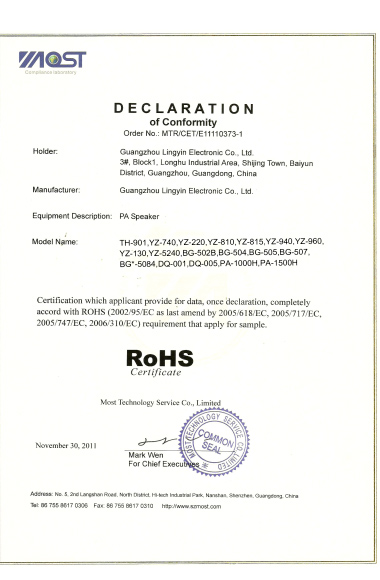 MOST
Compliance laboratory
DECLARATION
of Conformity
Order No.: MTR/CET/E11110373-1
Holder: Guangzhou Lingyin Electronic Co., Ltd.
3#, Block1, Longhu Industrial Area, Shijing Town, Baiyun
District, Guangzhou, Guangdong, China
Manufacturer: Guangzhou Lingyin Electronic Co., Ltd.
Equipment Description: PA Speaker
Model Name: TH-901,YZ-740,YZ-220,YZ-810,YZ-815,YZ-940,YZ-960,
YZ-130,YZ-5240,BG-502B,BG-504,BG-505,BG-507,
BG*-5084,DQ-001,DQ-005,PA-1000H,PA-1500H
Certification which applicant provide for data, once declaration, completely
accord with ROHS (2002/95/EC as last amend by 2005/618/EC, 2005/717/EC,
2005/747/EC, 2006/310/EC) requirement that apply for sample.
RoHS
Certificate
Most Technology Service Co., Limited
MOST TECHNOLOGY SERVICE CO. LIMITED
COMMON
SEAL
November 30, 2011
Mark Wen
For Chief Executives
Address: No. 5, 2nd Langshan Road, North District, Hi-tech Industrial Park, Nanshan, Shenzhen, Guangdong, China
Tel: 86 755 8617 0306 Fax: 86 755 8617 0310 http://www.szmost.com